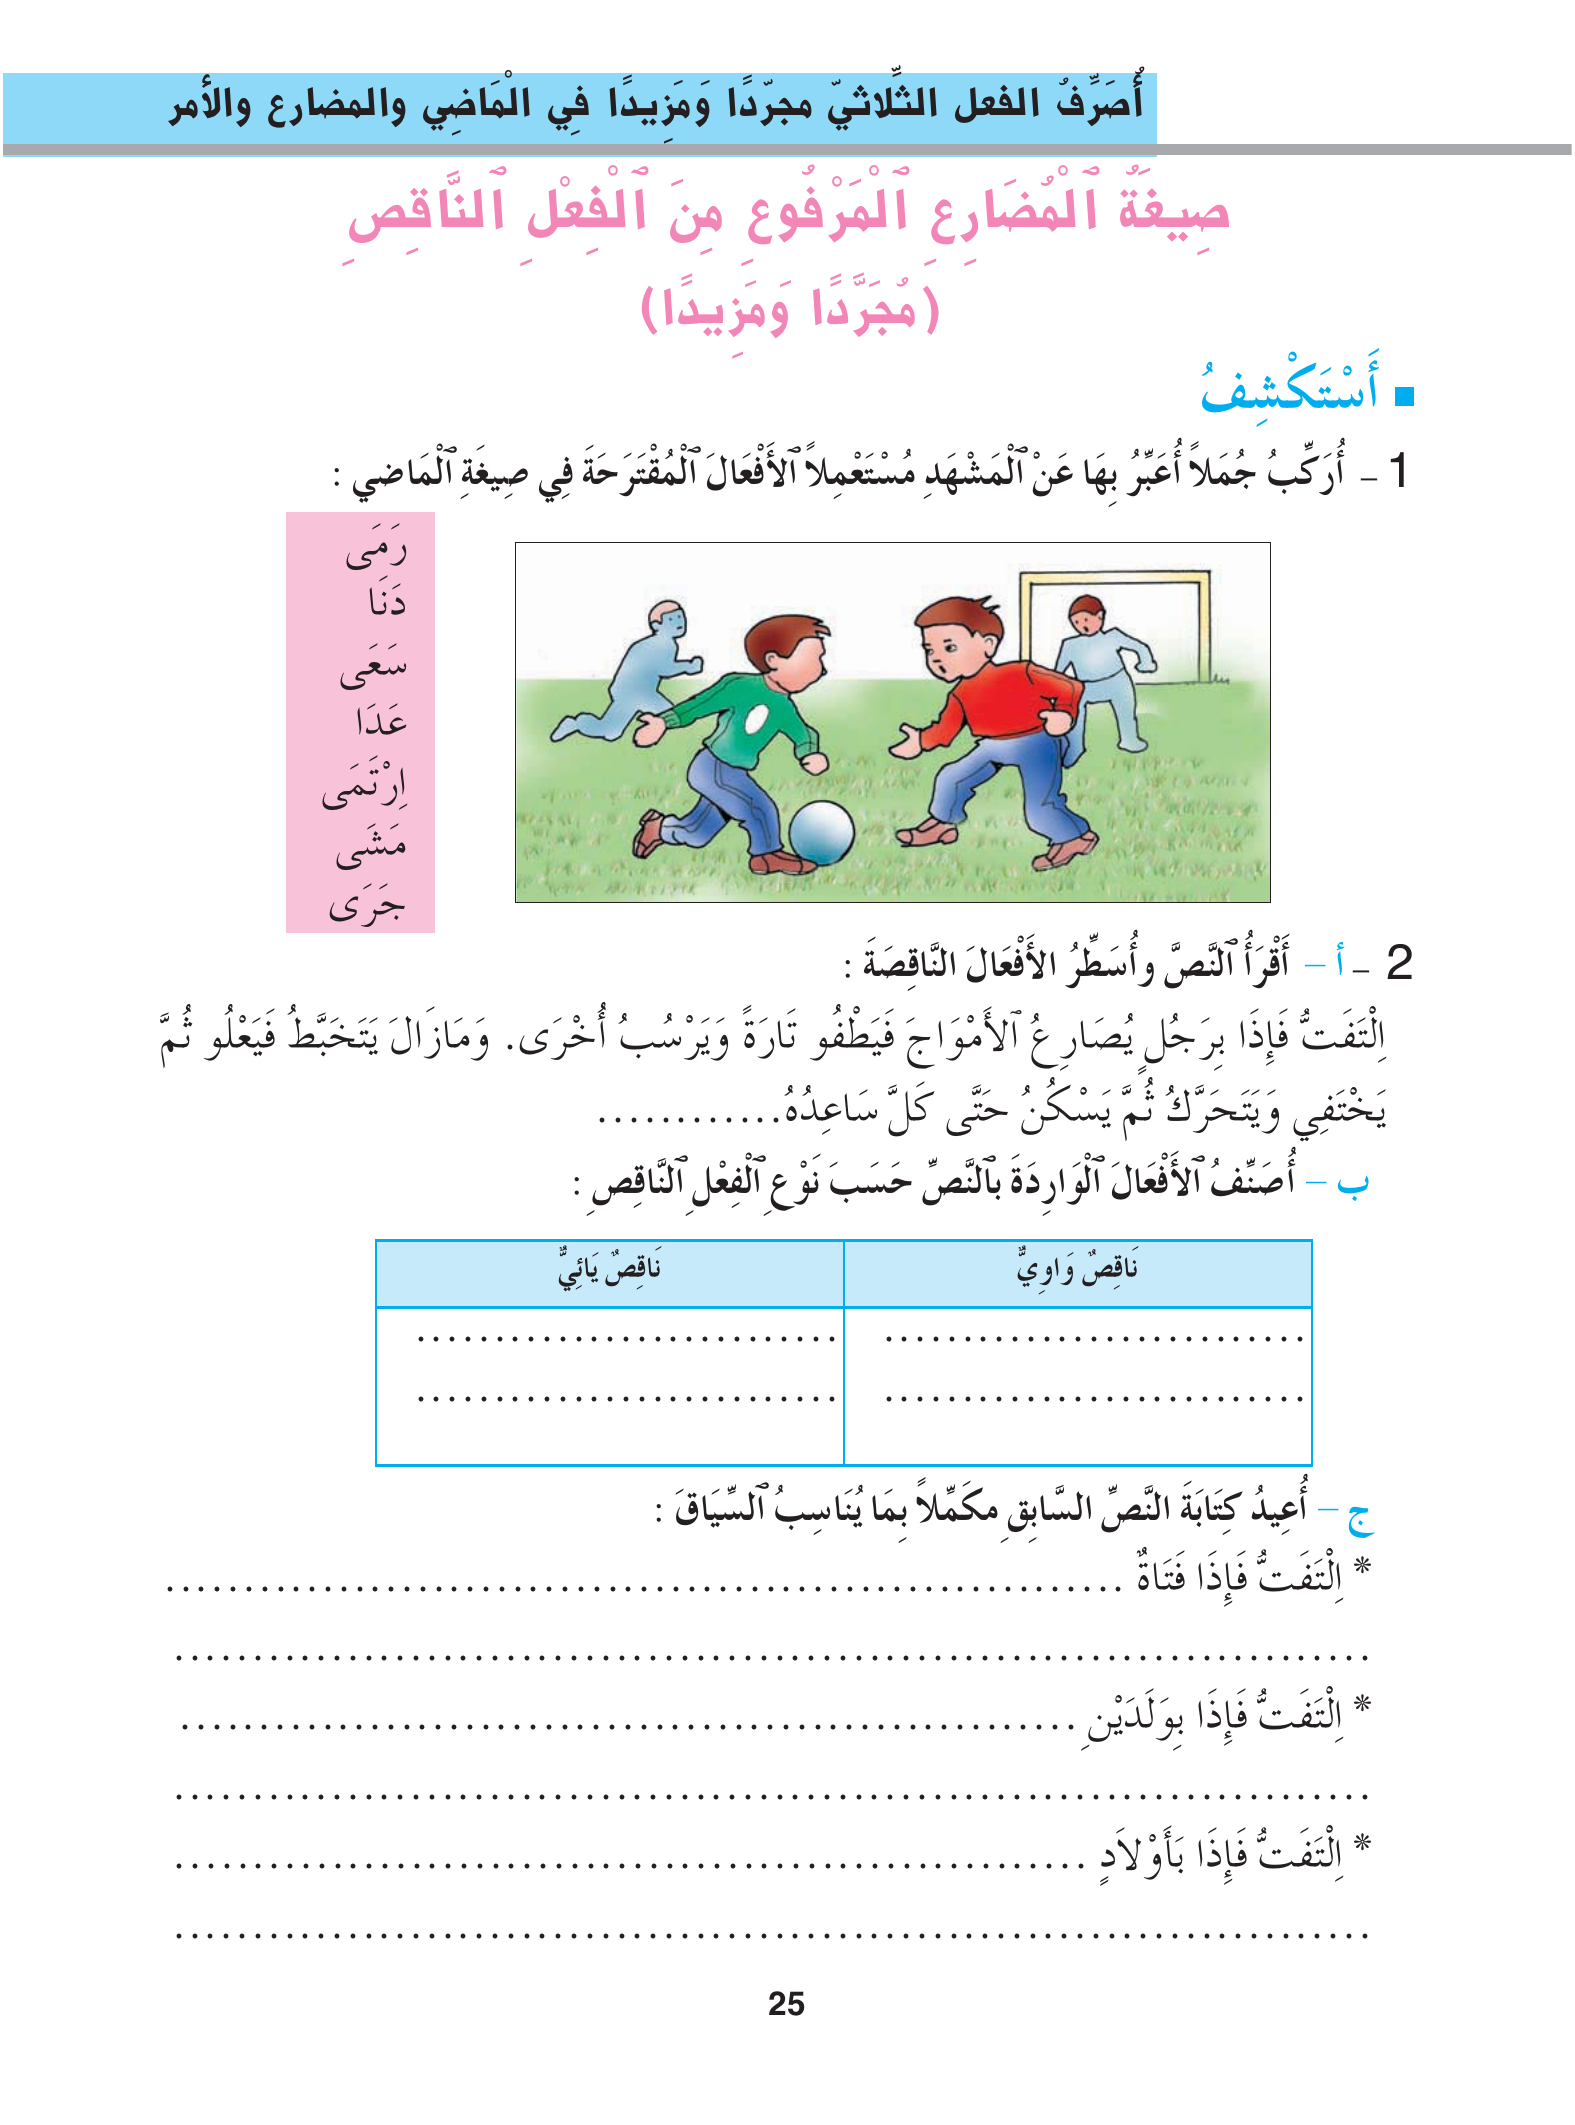 أُصَرِّفُ الفعل الثّلاثيّ مجرّدًا وَمَزِيدًا فِي الْمَاضِي والمضارع والأمر
صِيغَةُ ٱلْمُضَارِعِ ٱلْمَرْفُوعِ مِنَ ٱلْفِعْلِ ٱلنَّاقِصِ
(مُجَرَّدًا وَمَزِيدًا)
■ أَسْتَكْشِفُ
1 – أُرَكِّبُ جُمَلاً أُعَبِّرُ بِهَا عَنْ ٱلْمَشْهَدِ مُسْتَعْمِلاً ٱلأَفْعَالَ ٱلْمُقْتَرَحَةَ فِي صِيغَةِ ٱلْمَاضي :
رَمَى
دَنَا
سَعَى
عَدَا
اِرْتَمَى
مَشَى
جَرَى
2 – أ – أَقْرَأُ ٱلنَّصَّ وأُسَطِّرُ الأَفْعَالَ النَّاقِصَةَ :
اِلْتَفَتُّ فَإِذَا بِرَجُلٍ يُصَارِعُ ٱلأَمْوَاجَ فَيَطْفُو تَارَةً وَيَرْسُبُ أُخْرَى. وَمَازَالَ يَتَخَبَّطُ فَيَعْلُو ثُمَّ
يَخْتَفِي وَيَتَحَرَّكُ ثُمَّ يَسْكُنُ حَتَّى كَلَّ سَاعِدُهُ............
ب – أُصَنِّفُ ٱلأَفْعَالَ ٱلْوَارِدَةَ بٱلنَّصِّ حَسَبَ نَوْعِ ٱلْفِعْلِ ٱلنَّاقِصِ :
نَاقِصٌ وَاوِيٌّ نَاقِصٌ يَائِيٌّ
........................... ...........................
........................... ...........................
ج – أُعِيدُ كِتَابَةَ النَّصِّ السَّابِقِ مكَمِّلاً بِمَا يُنَاسِبُ ٱلسِّيَاقَ :
* اِلْتَفَتُّ فَإِذَا فَتَاةٌ .............................................................
.............................................................................
* اِلْتَفَتُّ فَإِذَا بِوَلَدَيْنِ .........................................................
.............................................................................
* اِلْتَفَتُّ فَإِذَا بَأَوْلاَدٍ ..........................................................
.............................................................................
25